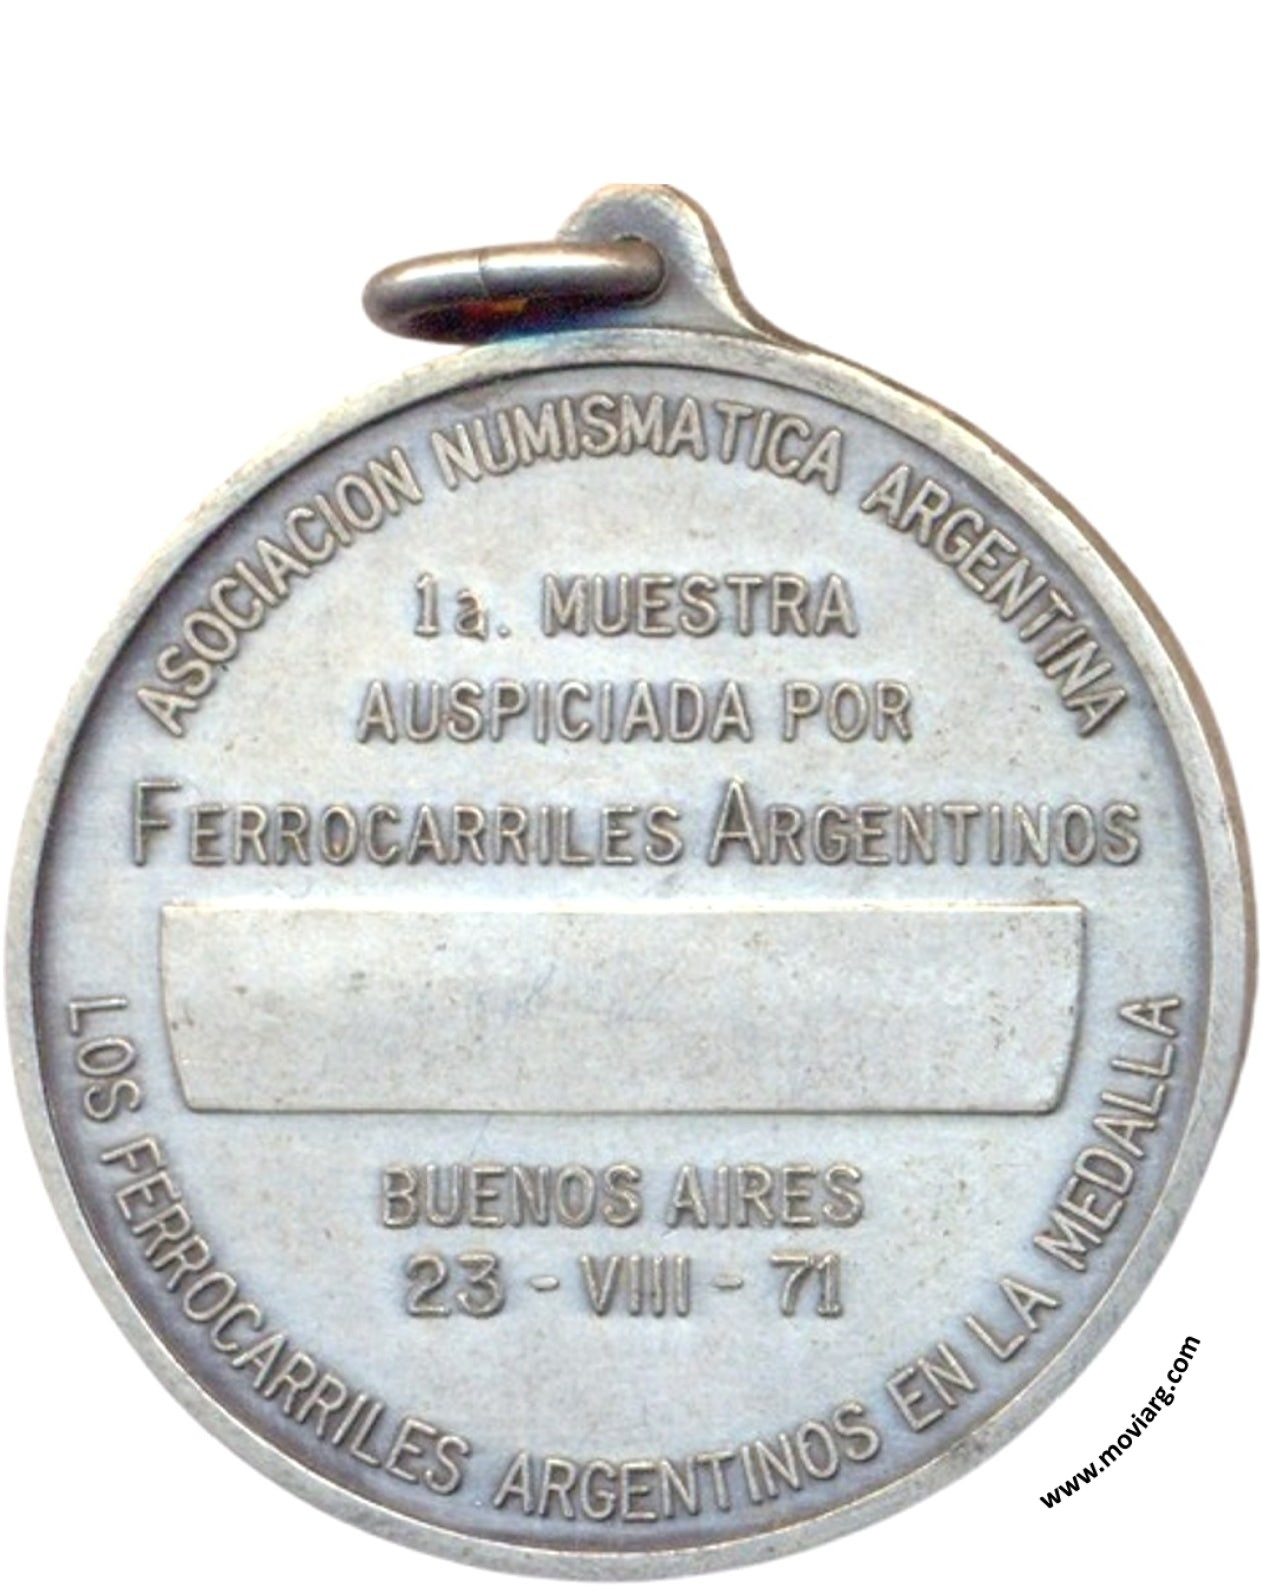 ASOCIACION NUMISMATICA ARGENTINA
1a. MUESTRA
AUSPICIADA POR
FERROCARRILES ARGENTINOS
BUENOS AIRES
23 - VIII - 71
LOS FERROCARRILES ARGENTINOS EN LA MEDALLA
www.moviarg.com